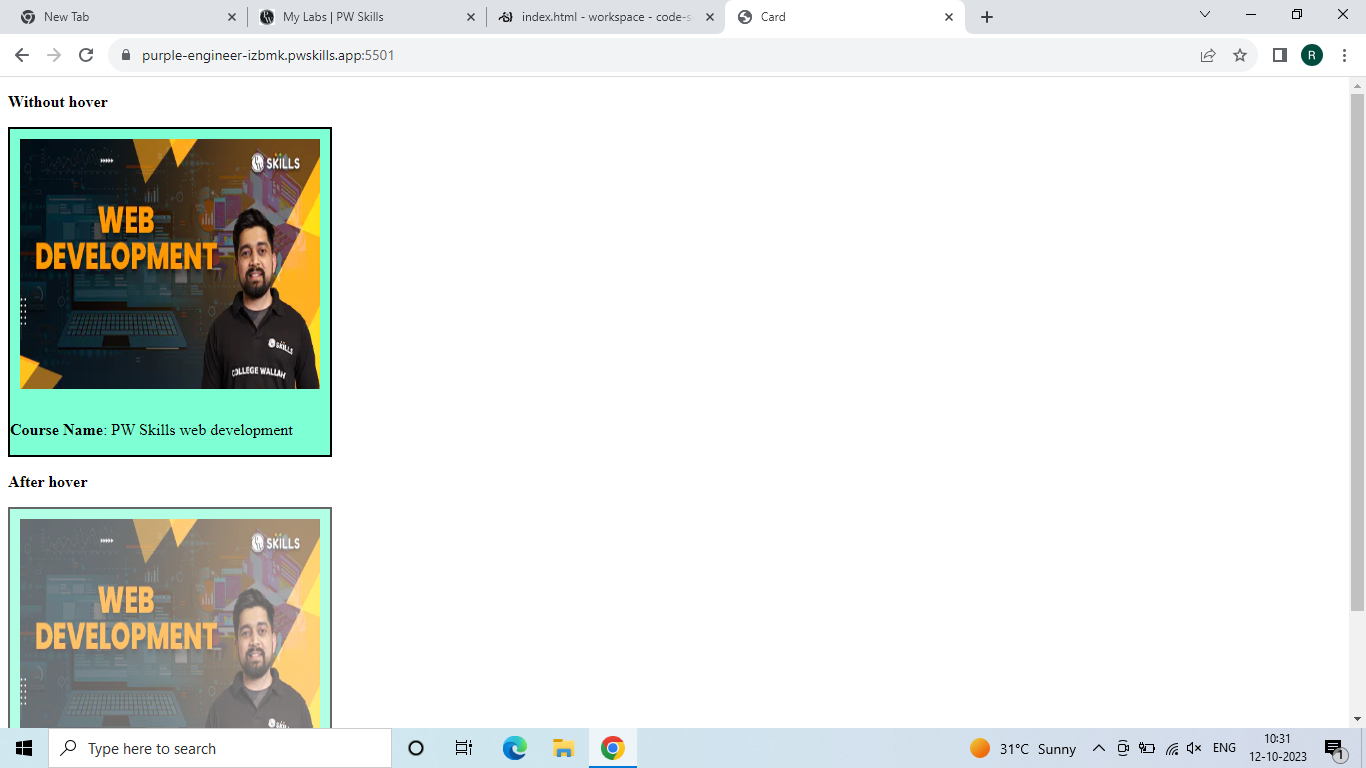 New Tab
My Labs | PW Skills
index.html - workspace - code-s
Card
purple-engineer-izbmk.pwskills.app:5501
R
Without hover
SKILLS
WEB
DEVELOPMENT
SKILLS
COLLEGE WALLAH
Course Name: PW Skills web development
After hover
SKILLS
WEB
DEVELOPMENT
Type here to search
31°C Sunny
ENG
10:31
12-10-2023
1